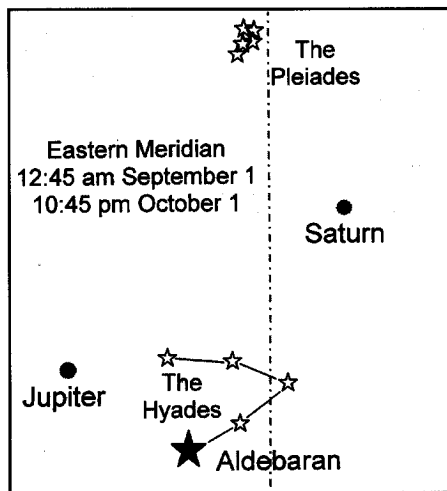 The
Pleiades
Eastern Meridian
12:45 am September 1
10:45 pm October 1
Saturn
Jupiter
The
Hyades
Aldebaran